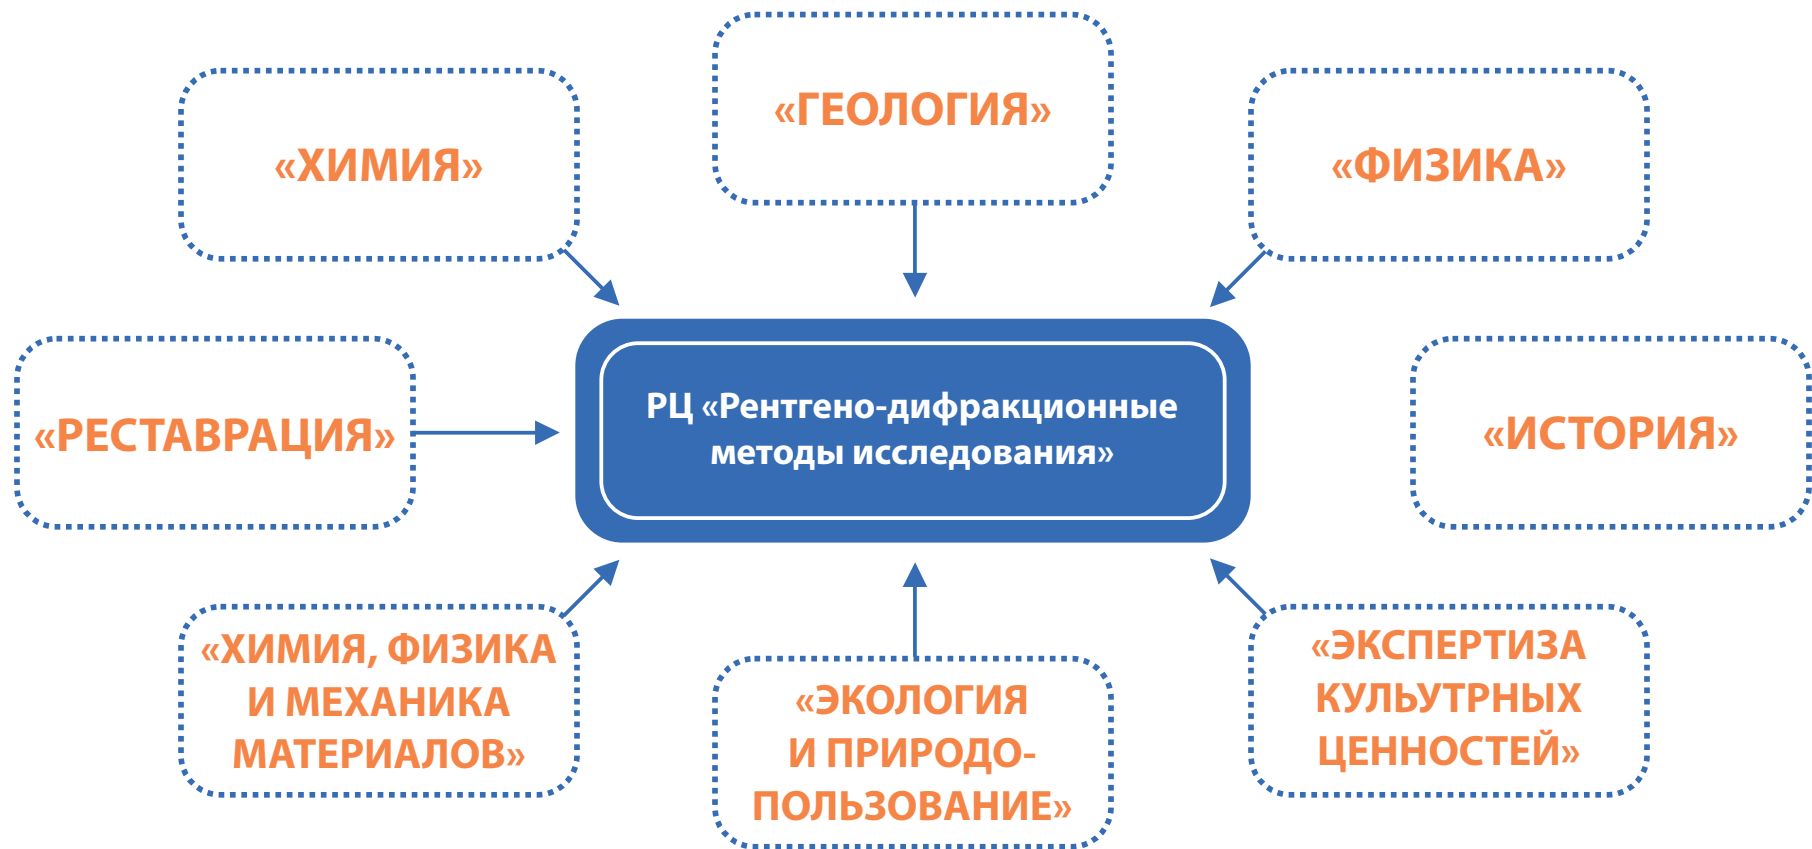 «ГЕОЛОГИЯ»
«ХИМИЯ»
«ФИЗИКА»
РЦ «Рентгено-дифракционные
методы исследования»
«РЕСТАВРАЦИЯ»
«ИСТОРИЯ»
«ХИМИЯ, ФИЗИКА
И МЕХАНИКА
МАТЕРИАЛОВ»
«ЭКОЛОГИЯ
И ПРИРОДО-
ПОЛЬЗОВАНИЕ»
«ЭКСПЕРТИЗА
КУЛЬУТРНЫХ
ЦЕННОСТЕЙ»